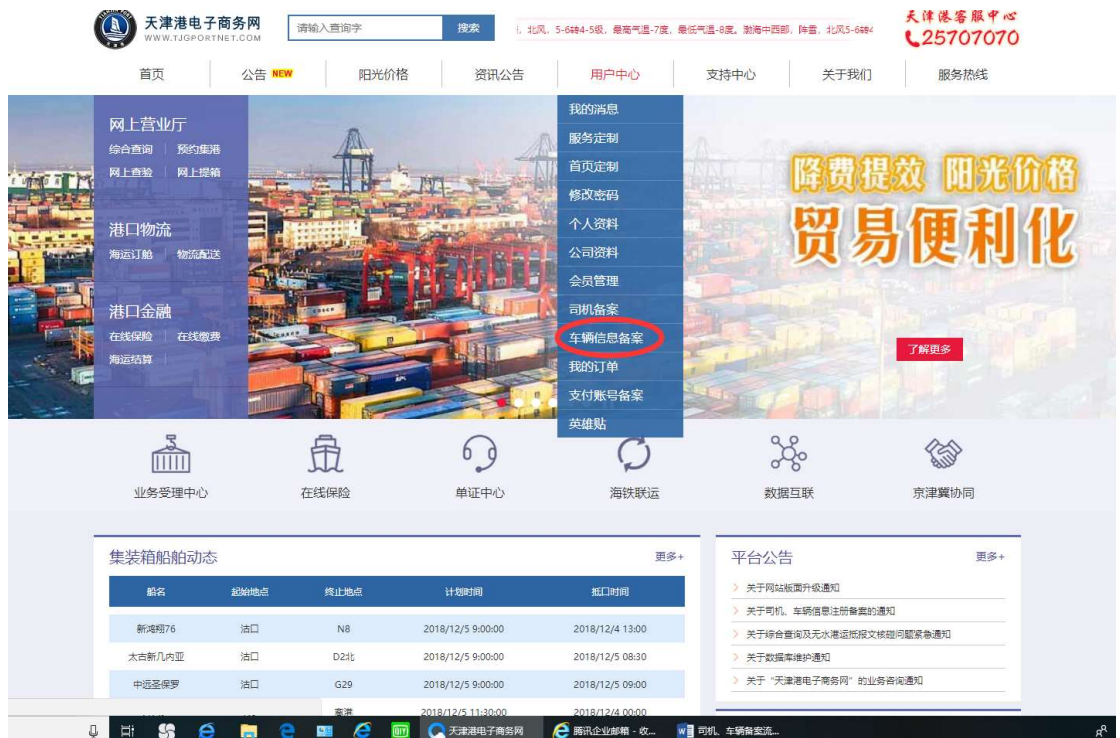 天津港电子商务网
WWW.TJGPORTNET.COM
请输入查询字
搜索
，北风，5-6转4-5级，最高气温-7度，最低气温-8度。渤海中西部，阵雪，北风5-6转4
天津港客服中心
25707070
首页 公告 NEW 阳光价格 资讯公告 用户中心 支持中心 关于我们 服务热线
网上营业厅
综合查询 预约集港
网上查验 网上提箱
港口物流
海运订舱 物流配送
港口金融
在线保险 在线缴费
海运结算
我的消息
服务定制
首页定制
修改密码
个人资料
公司资料
会员管理
司机备案
车辆信息备案
我的订单
支付账号备案
英雄贴
降费提效 阳光价格
贸易便利化
了解更多
业务受理中心 在线保险 单证中心 海铁联运 数据互联 京津冀协同
集装箱船舶动态 更多+
船名 起始地点 终止地点 计划时间 抵口时间
新鸿翔76 沽口 N8 2018/12/5 9:00:00 2018/12/4 13:00
太古新几内亚 沽口 D2北 2018/12/5 9:00:00 2018/12/5 08:30
中远圣保罗 沽口 G29 2018/12/5 9:00:00 2018/12/5 09:00
2018/12/5 11:30:00 2018/12/4 00:00
平台公告 更多+
关于网站版面升级通知
关于司机、车辆信息注册备案的通知
关于综合查询及无水港运抵报文核碰问题紧急通知
关于数据库维护通知
关于“天津港电子商务网”的业务咨询通知
DIY 天津港电子商务网 腾讯企业邮箱 - 收... 司机、车辆备案流...